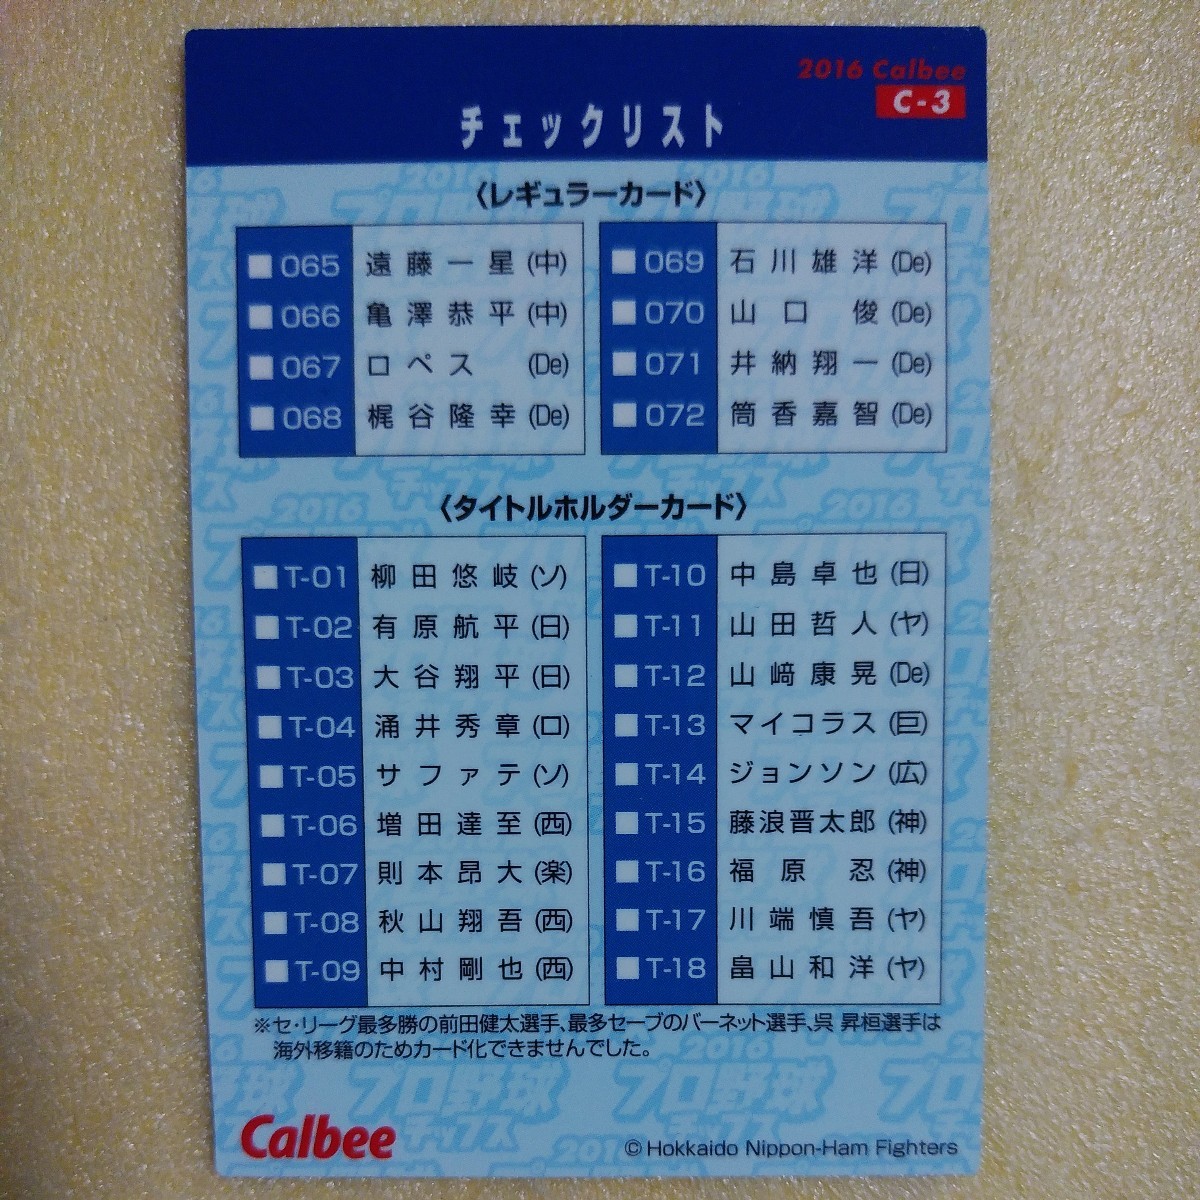 2016 Calbee
C-3
チェックリスト
〈レギュラーカード〉
065 遠藤一星 (中)
066 亀澤恭平 (中)
067 ロペス (De)
068 梶谷隆幸 (De)
069 石川雄洋 (De)
070 山口 俊 (De)
071 井納翔一 (De)
072 筒香嘉智 (De)
〈タイトルホルダーカード〉
T-01 柳田悠岐 (ソ)
T-02 有原航平 (日)
T-03 大谷翔平 (日)
T-04 涌井秀章 (ロ)
T-05 サファテ (ソ)
T-06 増田達至 (西)
T-07 則本昂大 (楽)
T-08 秋山翔吾 (西)
T-09 中村剛也 (西)
T-10 中島卓也 (日)
T-11 山田哲人 (ヤ)
T-12 山﨑康晃 (De)
T-13 マイコラス (巨)
T-14 ジョンソン (広)
T-15 藤浪晋太郎 (神)
T-16 福原 忍 (神)
T-17 川端慎吾 (ヤ)
T-18 畠山和洋 (ヤ)
※セ・リーグ最多勝の前田健太選手、最多セーブのバーネット選手、呉 昇桓選手は
海外移籍のためカード化できませんでした。
Calbee
© Hokkaido Nippon-Ham Fighters